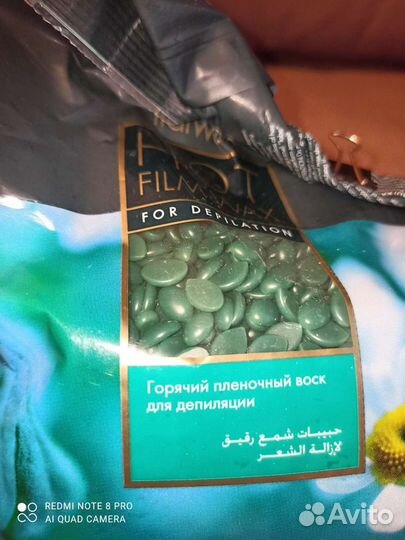 HOT
FILM WAX
FOR DEPILATION
Горячий пленочный воск
для депиляции
حبيبات شمع رقيق
لإزالة الشعر
REDMI NOTE 8 PRO
AI QUAD CAMERA
Avito